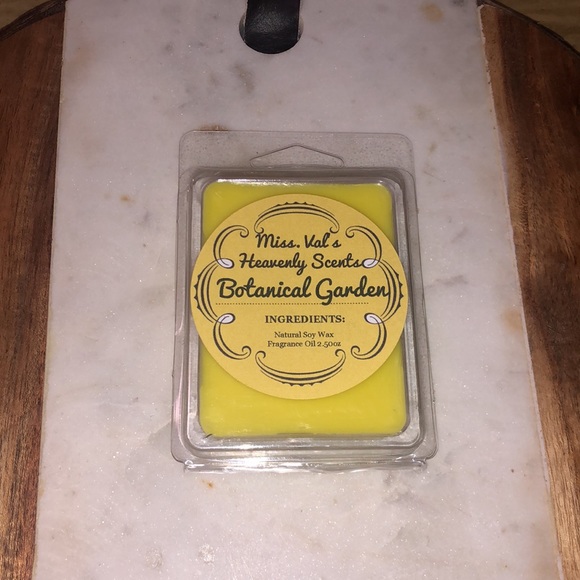 Miss. Val's
Heavenly Scents
Botanical Garden
INGREDIENTS:
Natural Soy Wax
Fragrance Oil 2.50oz